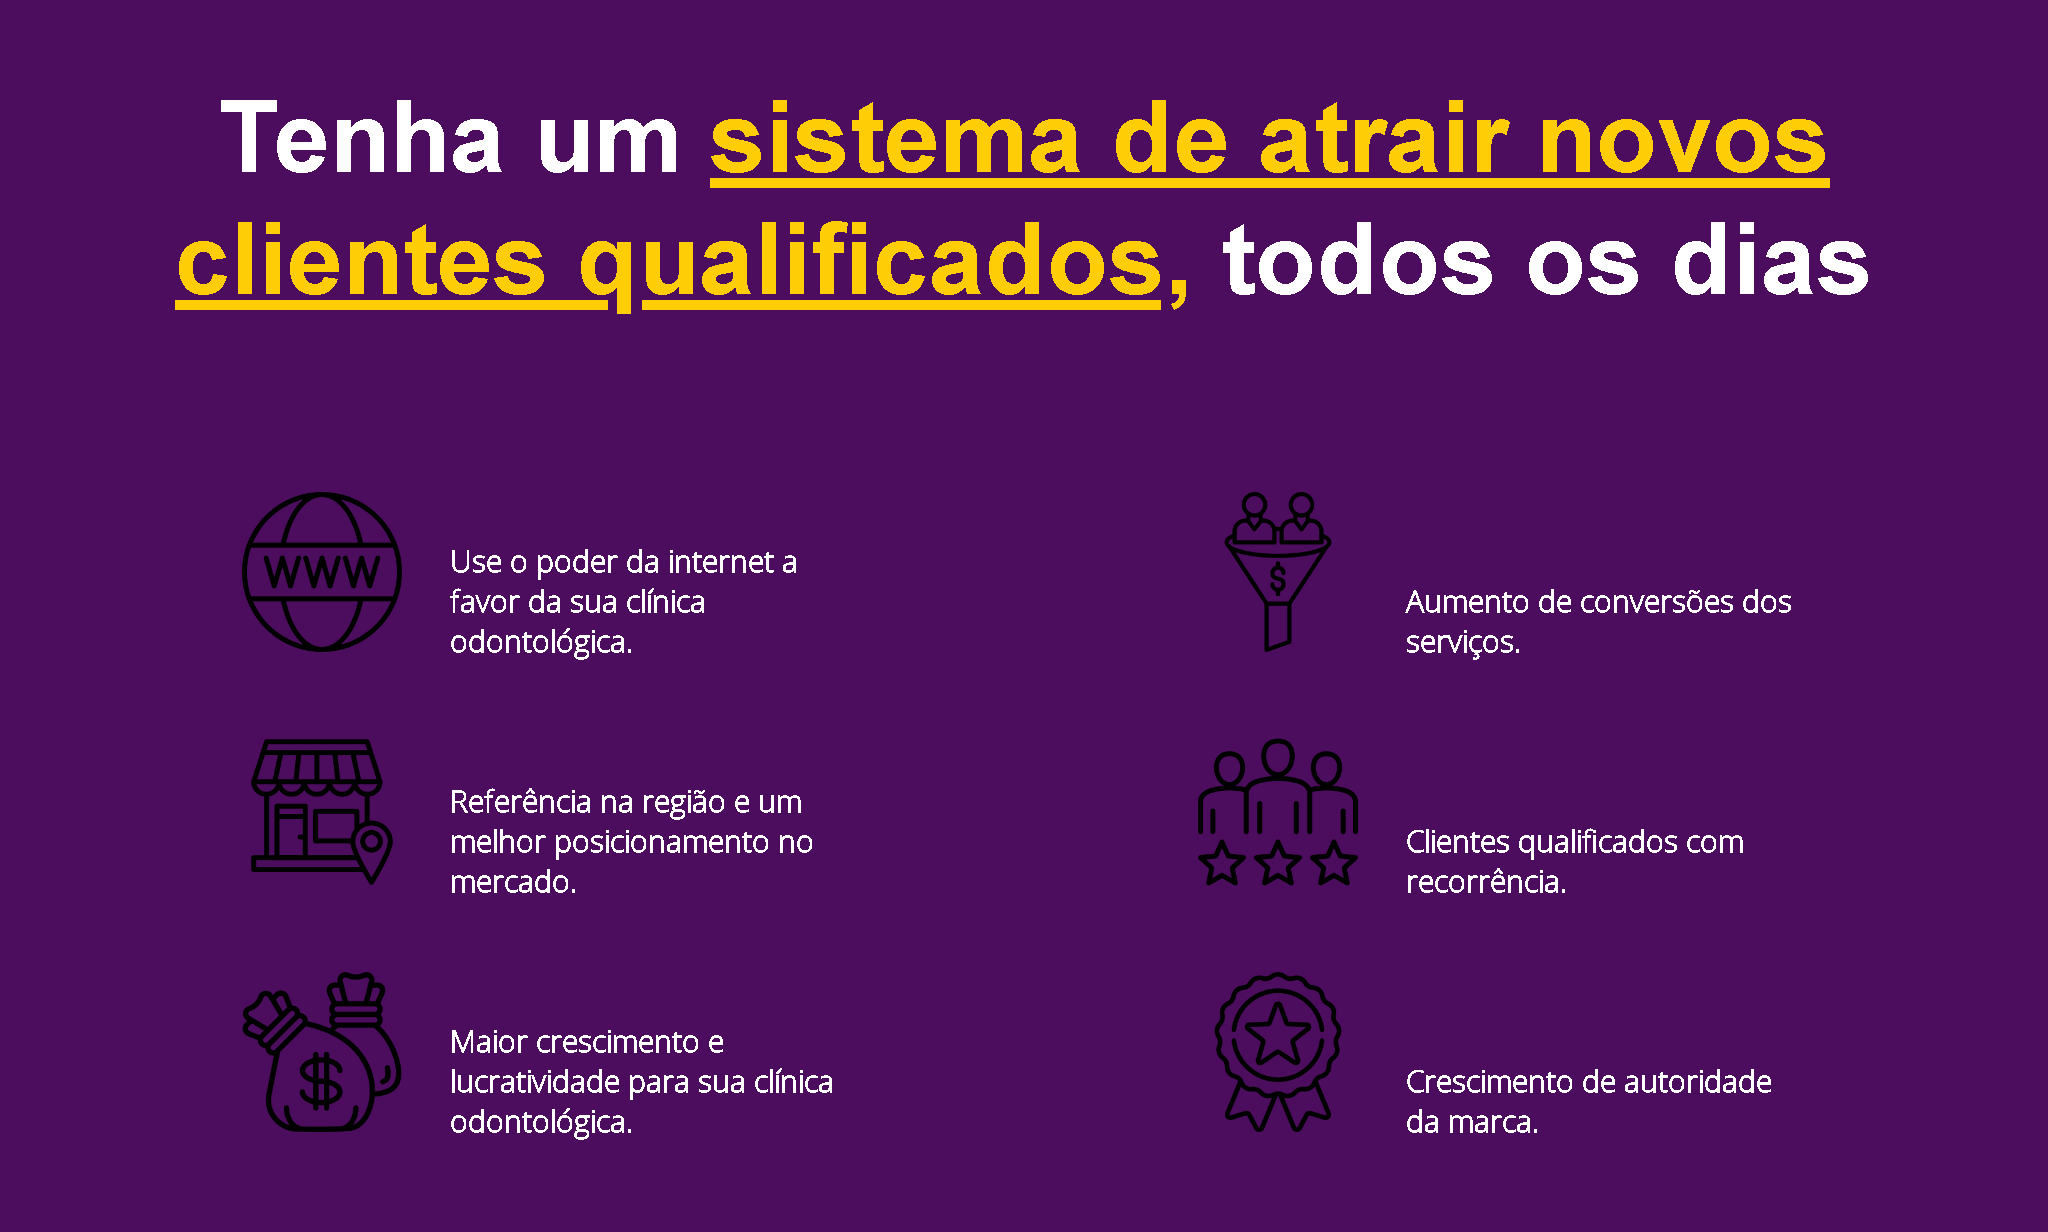 Tenha um sistema de atrair novos
clientes qualificados, todos os dias
WWW
Use o poder da internet a
favor da sua clínica
odontológica.
$
Aumento de conversões dos
serviços.
Referência na região e um
melhor posicionamento no
mercado.
Clientes qualificados com
recorrência.
$
Maior crescimento e
lucratividade para sua clínica
odontológica.
Crescimento de autoridade
da marca.